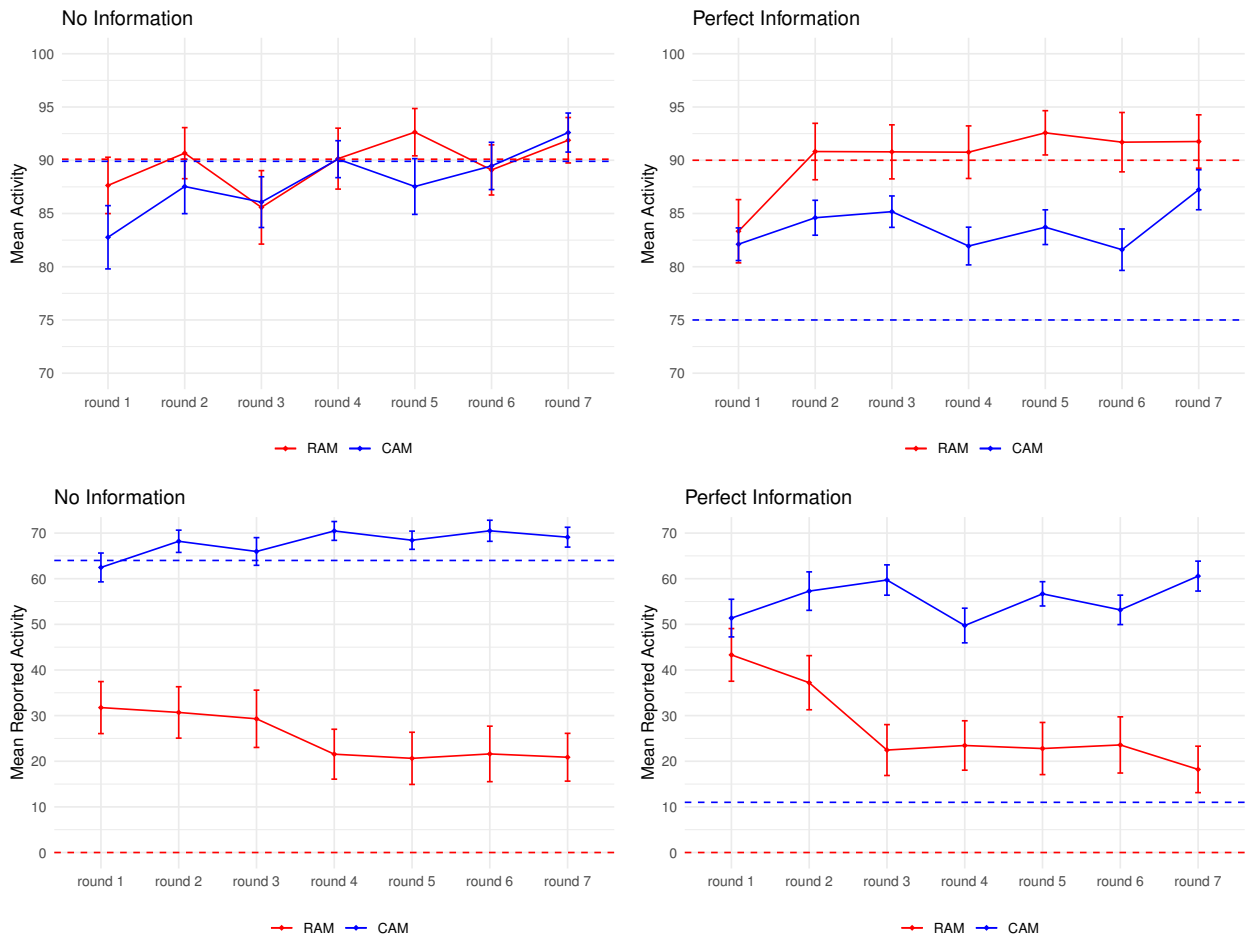 No Information
Mean Activity
100
95
90
85
80
75
70
round 1 round 2 round 3 round 4 round 5 round 6 round 7
RAM CAM
Perfect Information
Mean Activity
100
95
90
85
80
75
70
round 1 round 2 round 3 round 4 round 5 round 6 round 7
RAM CAM
No Information
Mean Reported Activity
70
60
50
40
30
20
10
0
round 1 round 2 round 3 round 4 round 5 round 6 round 7
RAM CAM
Perfect Information
Mean Reported Activity
70
60
50
40
30
20
10
0
round 1 round 2 round 3 round 4 round 5 round 6 round 7
RAM CAM